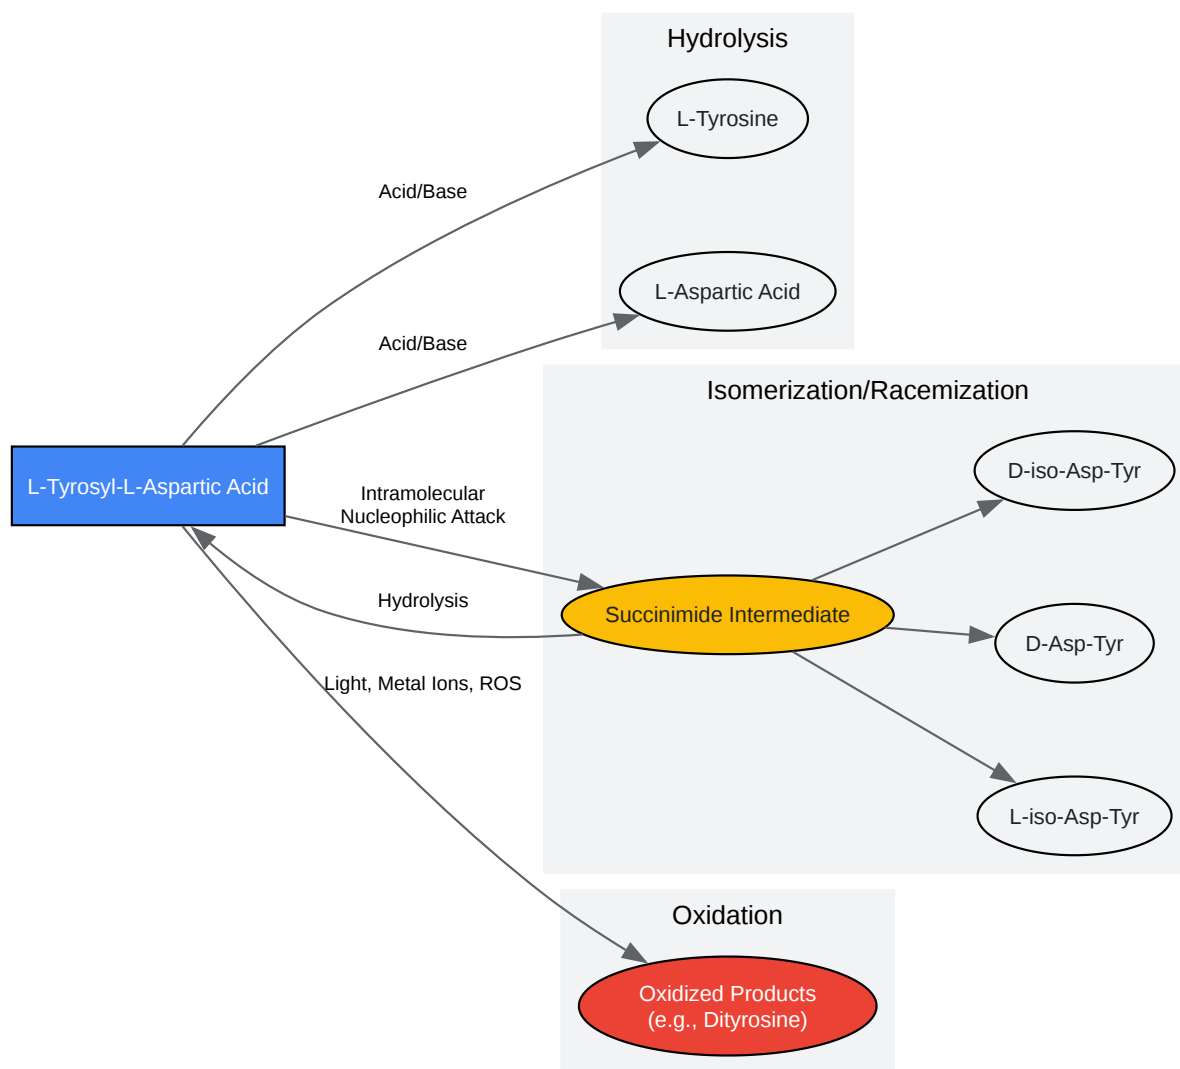 Hydrolysis
L-Tyrosine
Acid/Base
L-Aspartic Acid
Acid/Base
Isomerization/Racemization
D-iso-Asp-Tyr
L-Tyrosyl-L-Aspartic Acid
Intramolecular
Nucleophilic Attack
Hydrolysis
Succinimide Intermediate
D-Asp-Tyr
Light, Metal Ions, ROS
L-iso-Asp-Tyr
Oxidation
Oxidized Products
(e.g., Dityrosine)